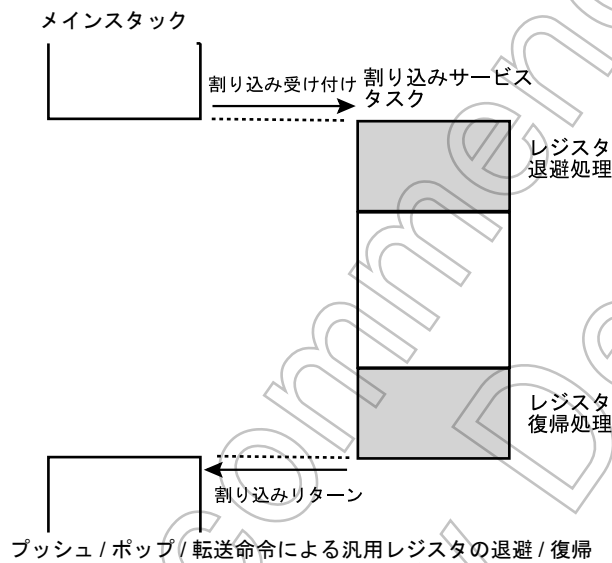 メインスタック
割り込み受け付け
割り込みサービス
タスク
レジスタ
退避処理
レジスタ
復帰処理
割り込みリターン
プッシュ / ポップ / 転送命令による汎用レジスタの退避 / 復帰